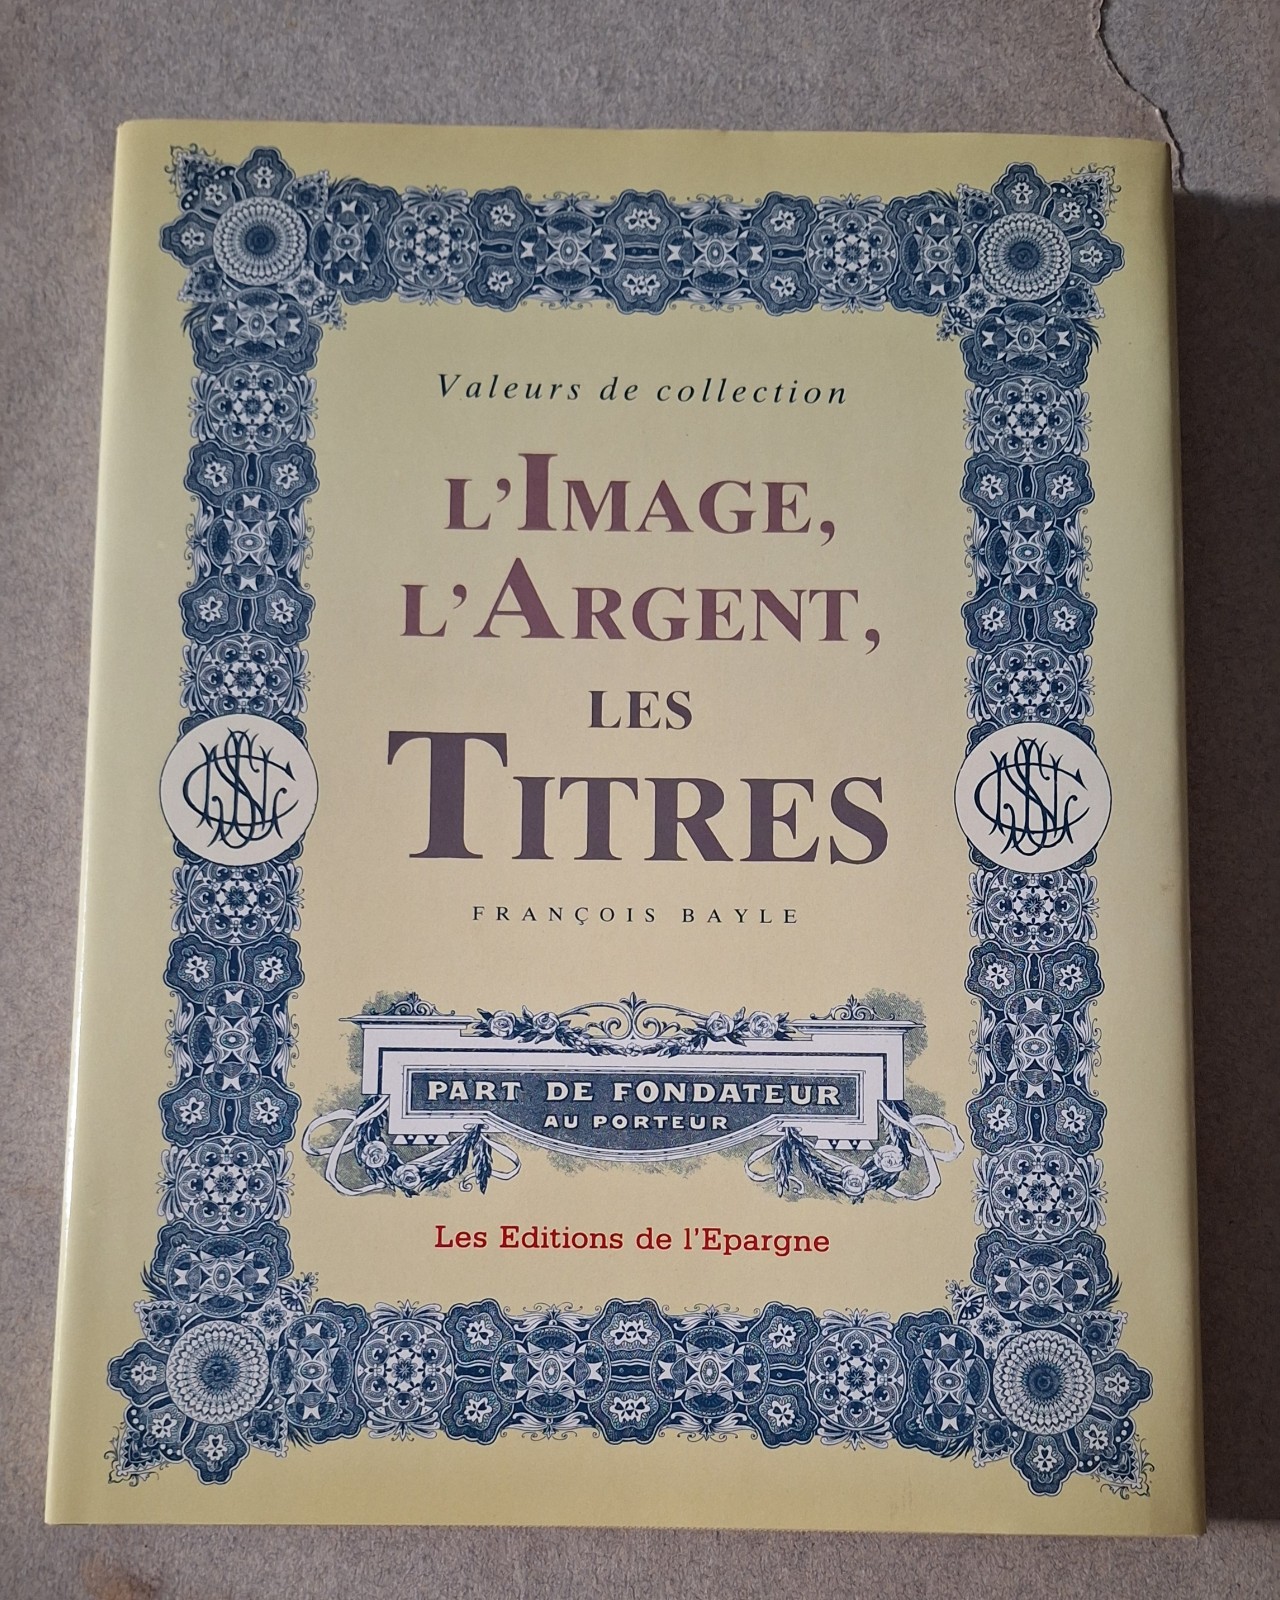 Valeurs de collection
L'IMAGE,
L'ARGENT,
LES
TITRES
FRANÇOIS BAYLE
PART DE FONDATEUR
AU PORTEUR
Les Editions de l'Epargne